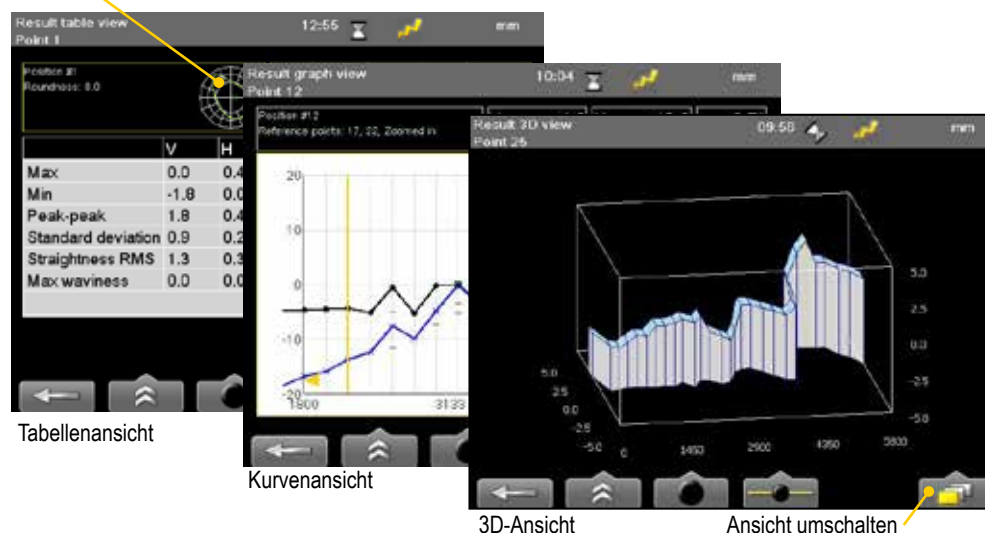 Result table view
Point 1
12:55
mm
Position #1
Roundness: 0.0
V H
Max 0.0 0.4
Min -1.8 0.0
Peak-peak 1.8 0.4
Standard deviation 0.9 0.2
Straightness RMS 1.3 0.3
Max waviness 0.0 0.0
Tabellenansicht
Result graph view
Point 12
10:04
mm
Position #12
Reference points: 17, 22, Zoomed in
20
10
0
-10
-20
1800 3133
Kurvenansicht
Result 3D view
Point 25
09:58
mm
5.0
2.5
0.0
-2.5
-5.0
5.0
2.5
0.0
-2.5
-5.0
0 1450 2900 4350 5800
3D-Ansicht
Ansicht umschalten